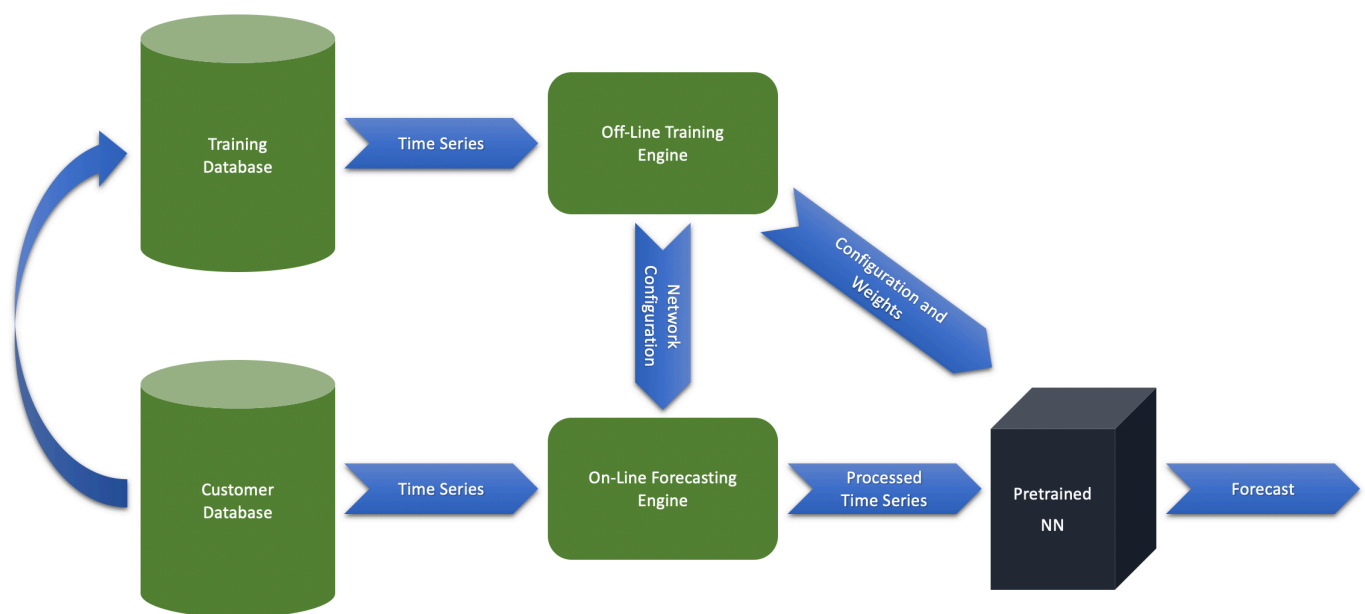 Training
Database
Time Series
Off-Line Training
Engine
Network
Configuration
Configuration and
Weights
Customer
Database
Time Series
On-Line Forecasting
Engine
Processed
Time Series
Pretrained
NN
Forecast